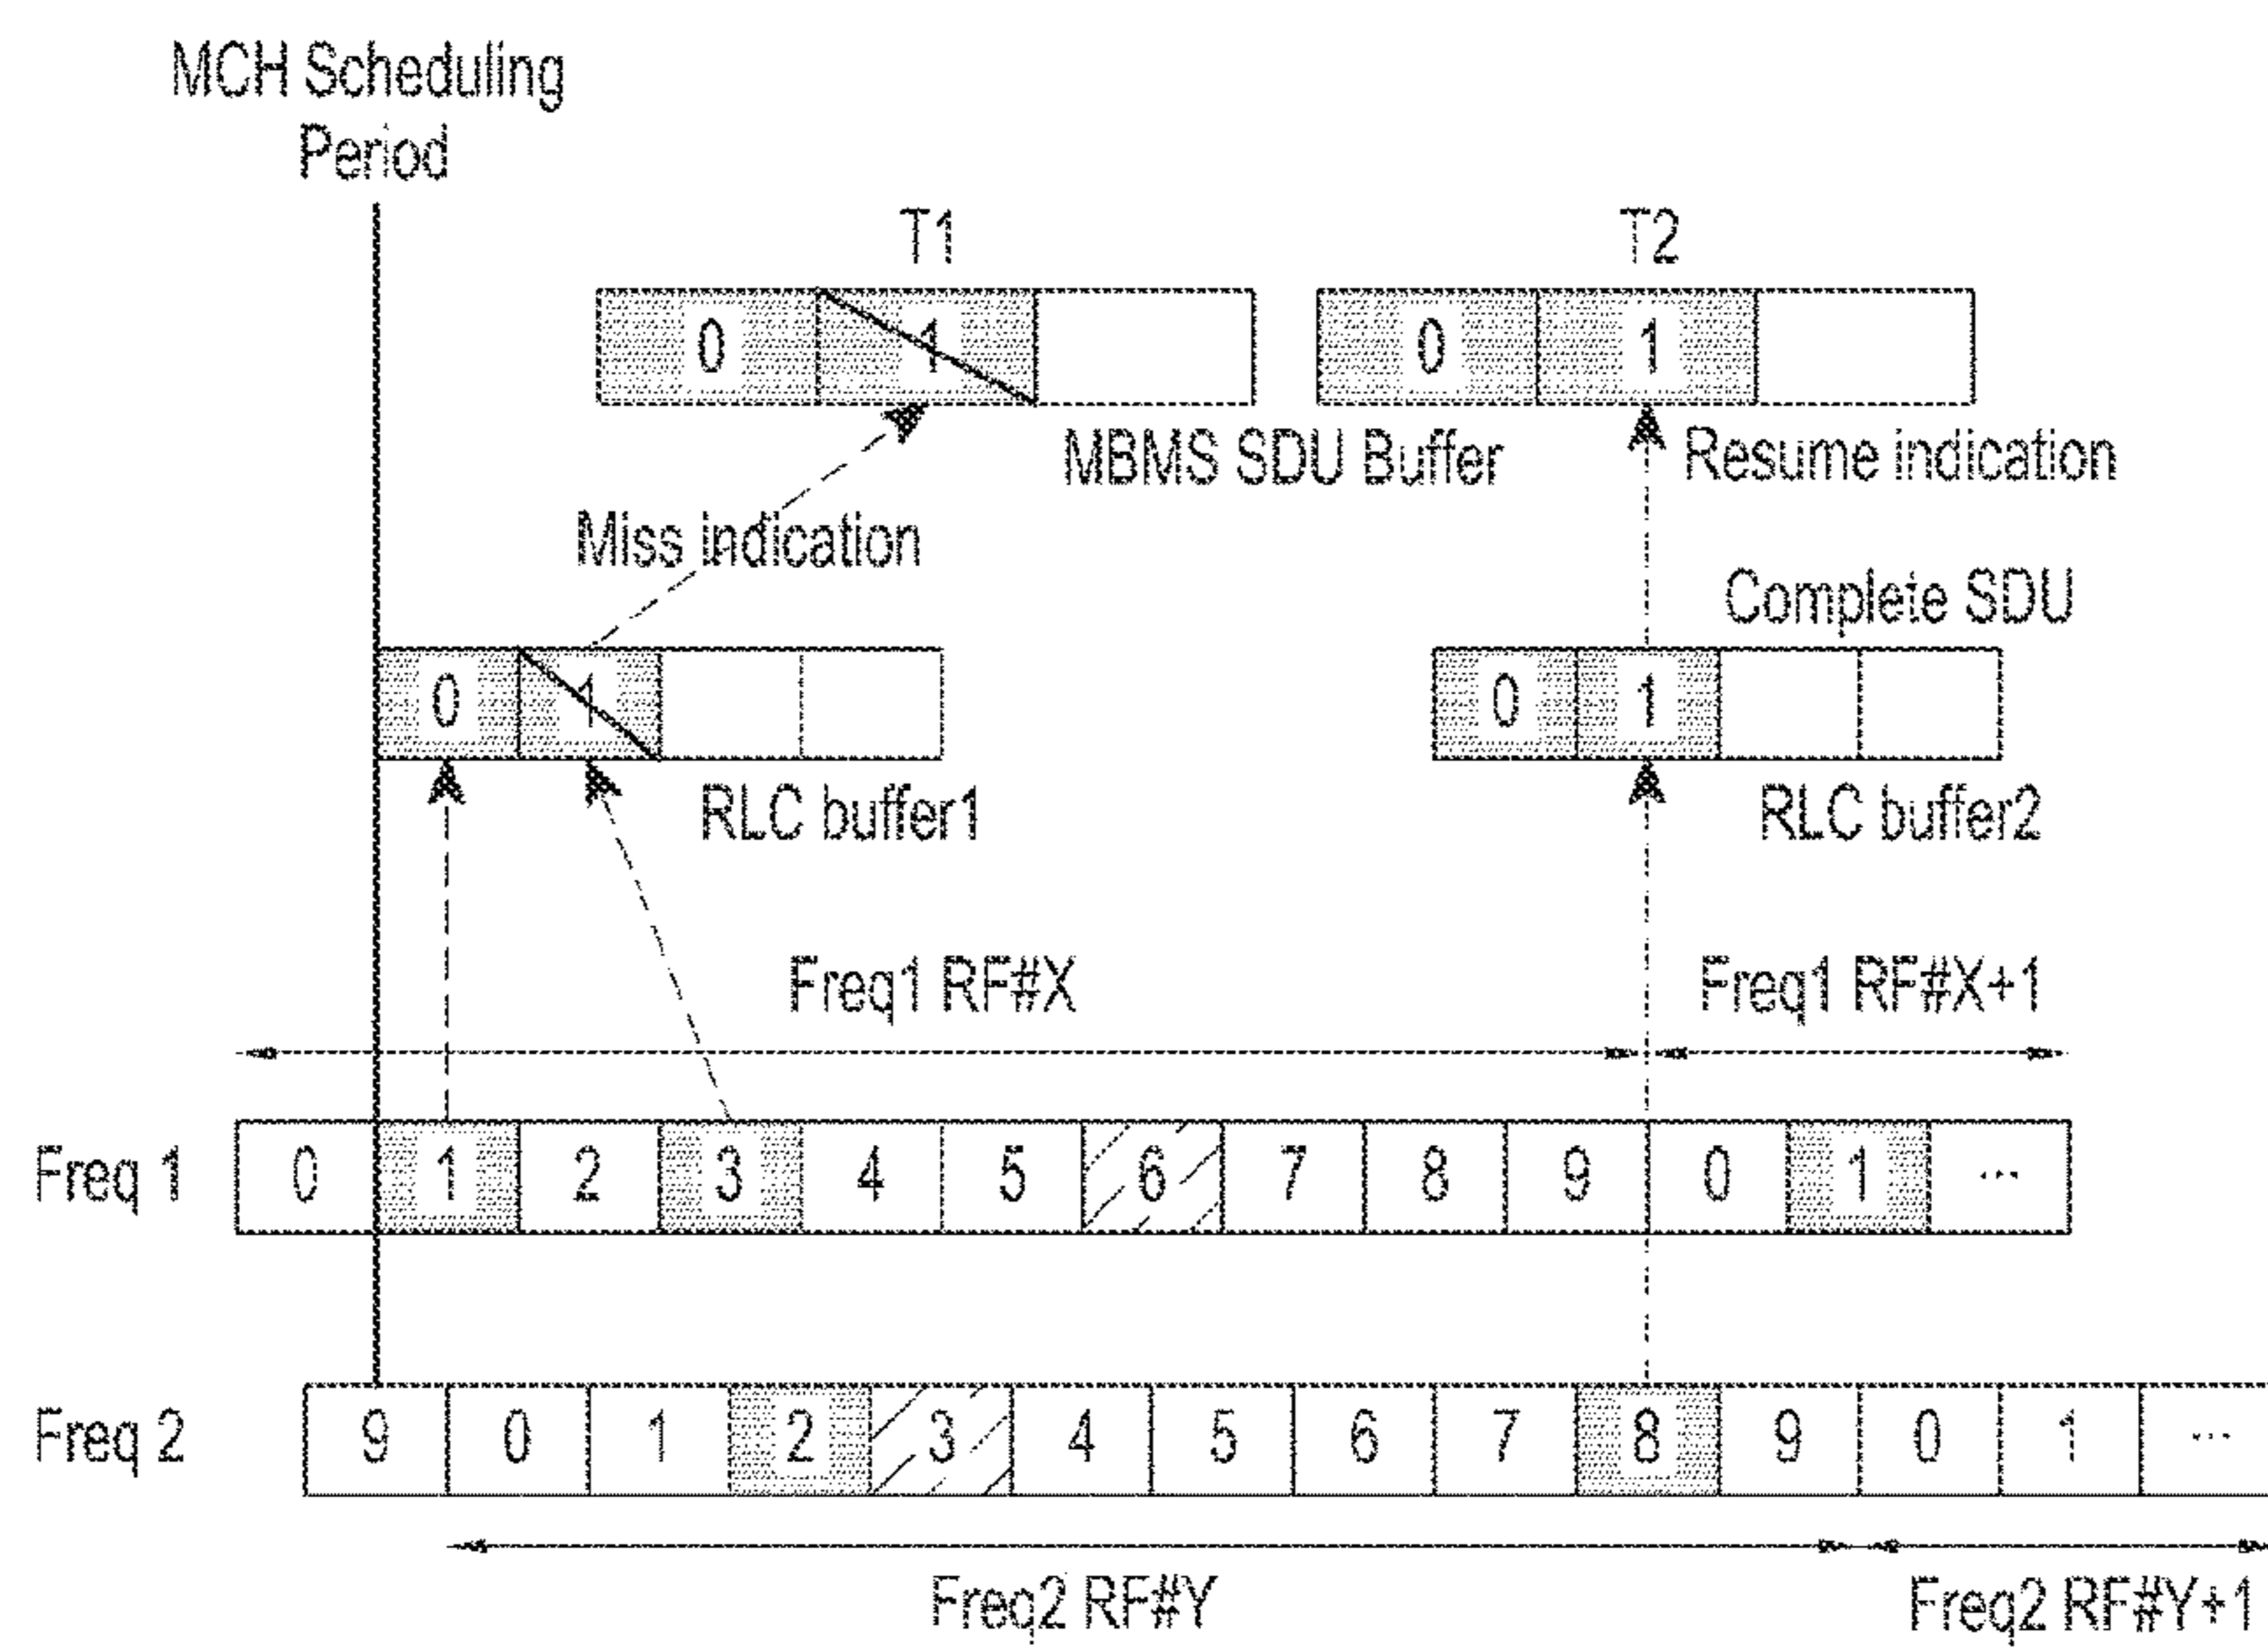 MCH Scheduling
Period
T1
T2
0 1
0 1
MBMS SDU Buffer
Resume indication
Miss indication
Complete SDU
0 1
0 1
RLC buffer1
RLC buffer2
Freq1 RF#X
Freq1 RF#X+1
Freq 1
0 1 2 3 4 5 6 7 8 9 0 1 ...
Freq 2
9 0 1 2 3 4 5 6 7 8 9 0 1 ...
Freq2 RF#Y
Freq2 RF#Y+1